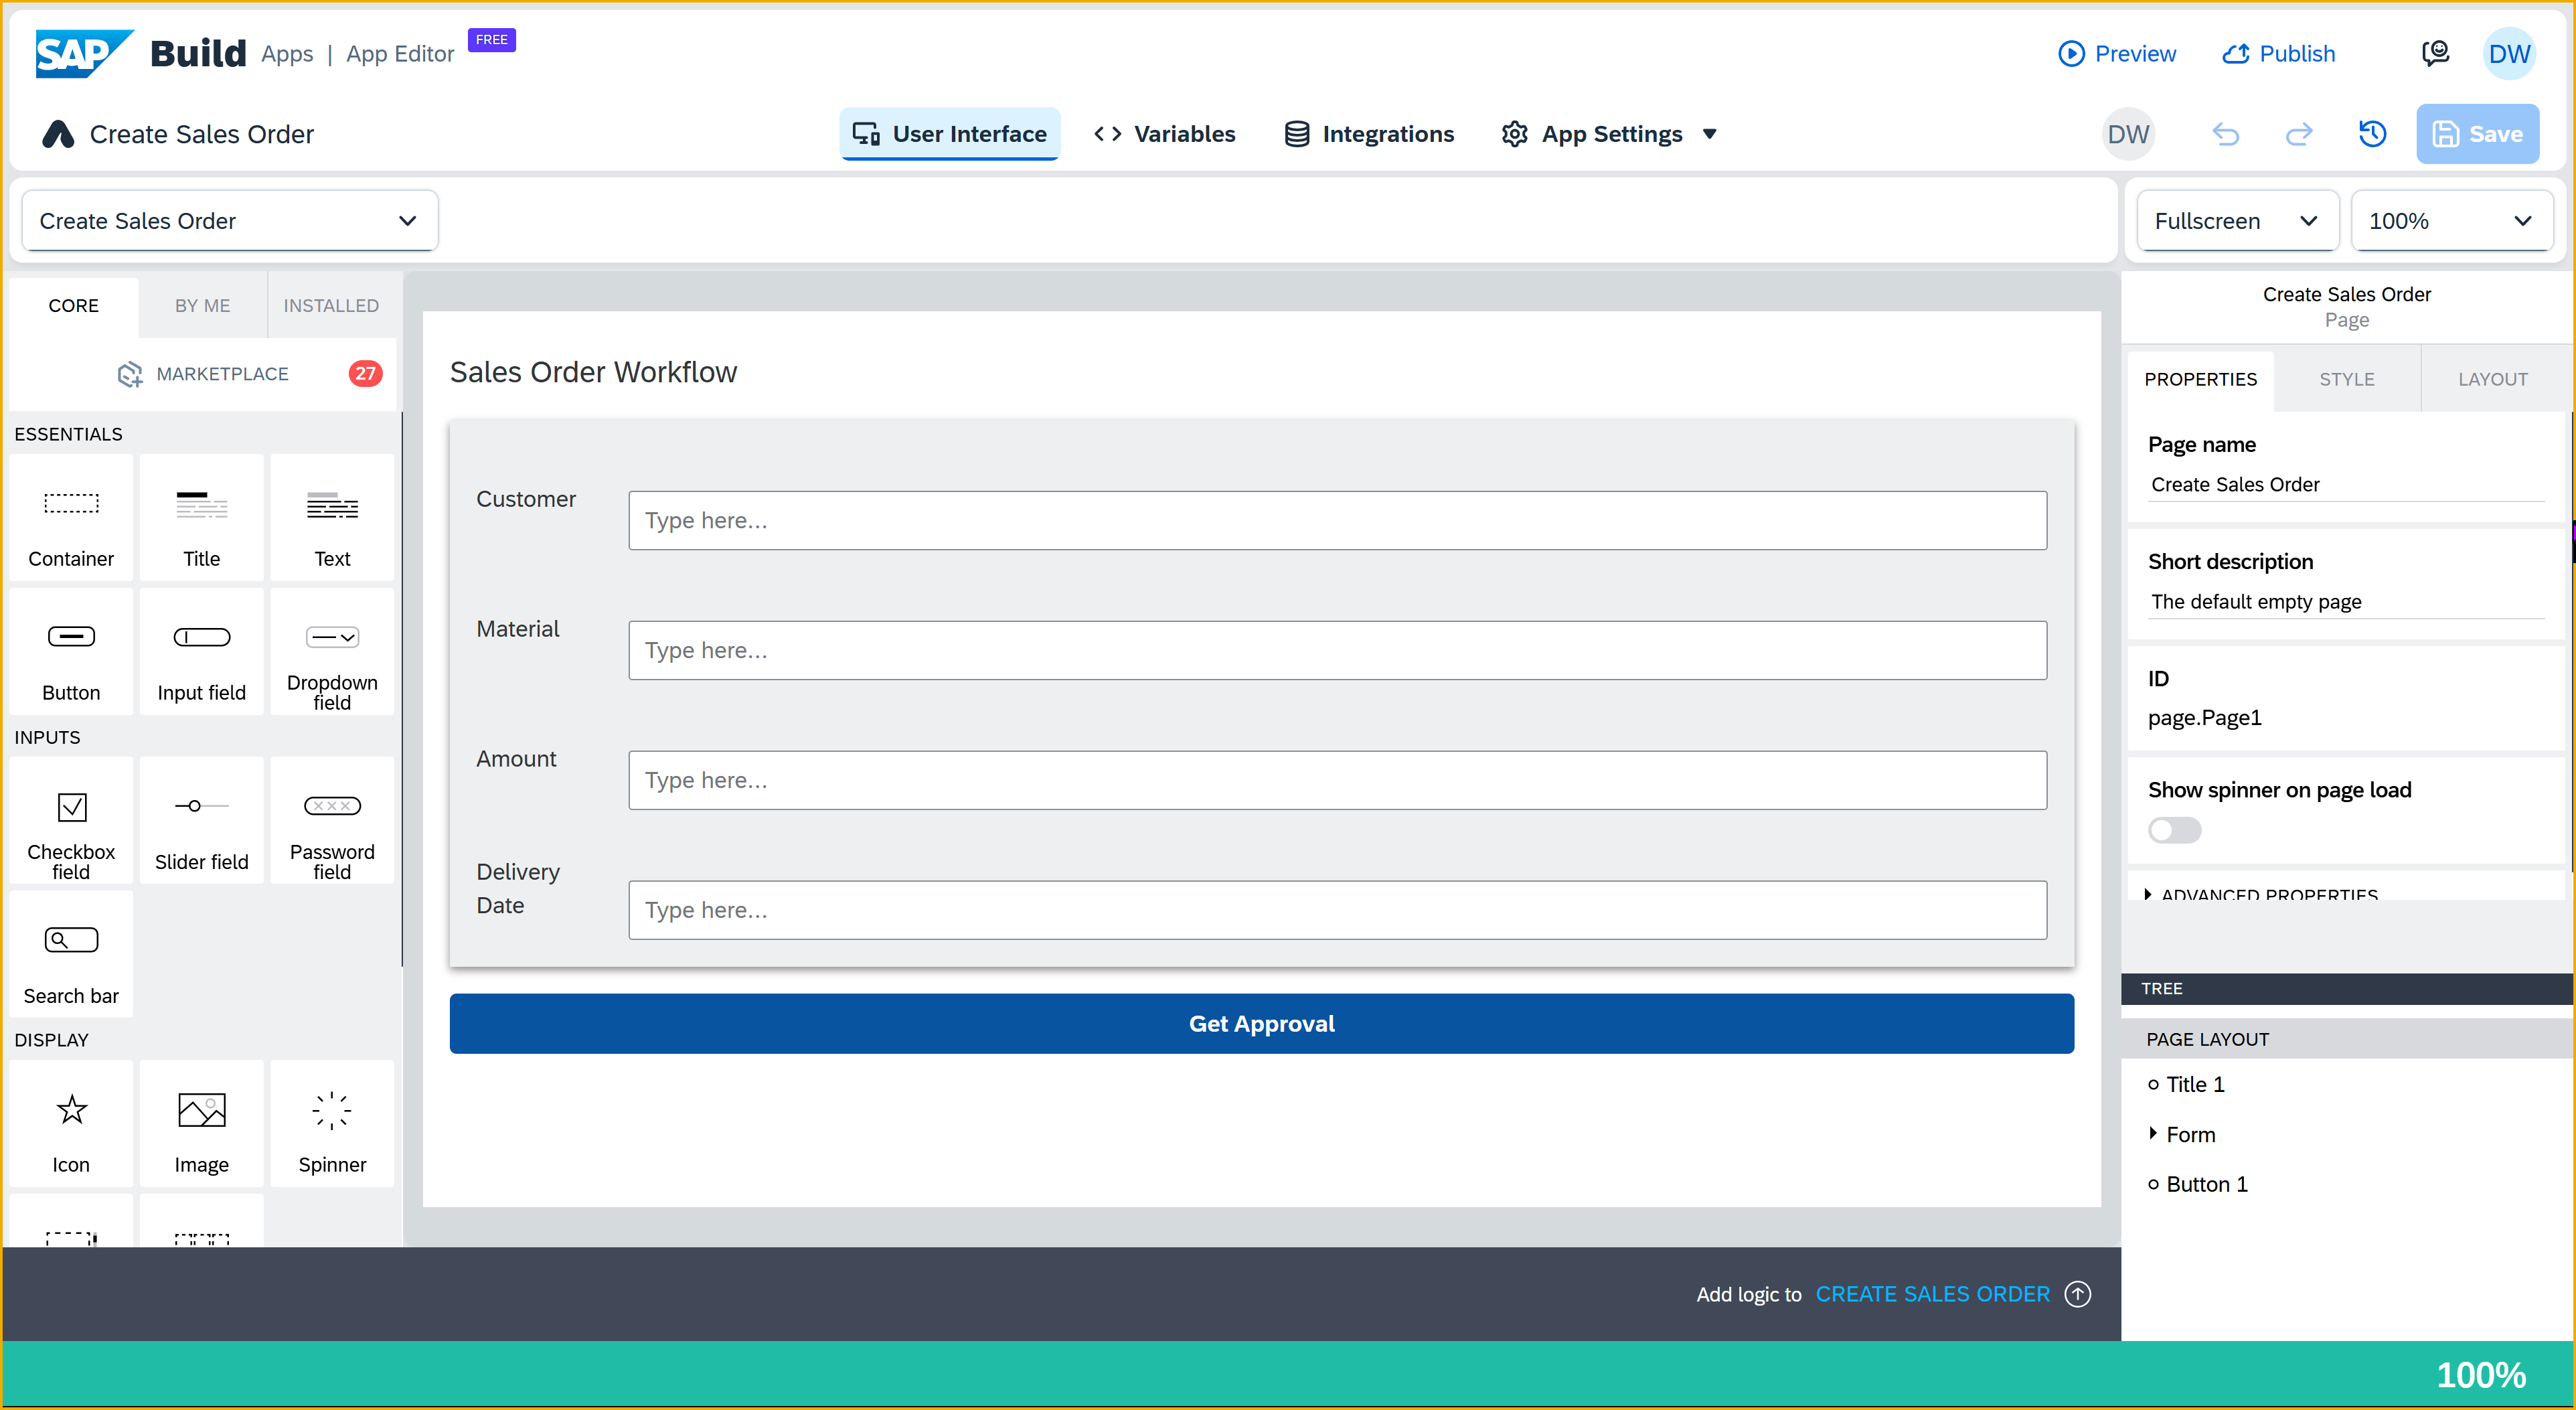 SAP Build Apps | App Editor FREE
Preview Publish DW
Create Sales Order
User Interface Variables Integrations App Settings
DW Save
Create Sales Order
Fullscreen 100%
CORE BY ME INSTALLED
MARKETPLACE 27
ESSENTIALS
Container Title Text
Button Input field Dropdown
field
INPUTS
Checkbox
field Slider field Password
field
Search bar
DISPLAY
Icon Image Spinner
Sales Order Workflow
Customer Type here...
Material Type here...
Amount Type here...
Delivery
Date Type here...
Get Approval
Add logic to CREATE SALES ORDER
Create Sales Order
Page
PROPERTIES STYLE LAYOUT
Page name
Create Sales Order
Short description
The default empty page
ID
page.Page1
Show spinner on page load
ADVANCED PROPERTIES
TREE
PAGE LAYOUT
Title 1
Form
Button 1
100%